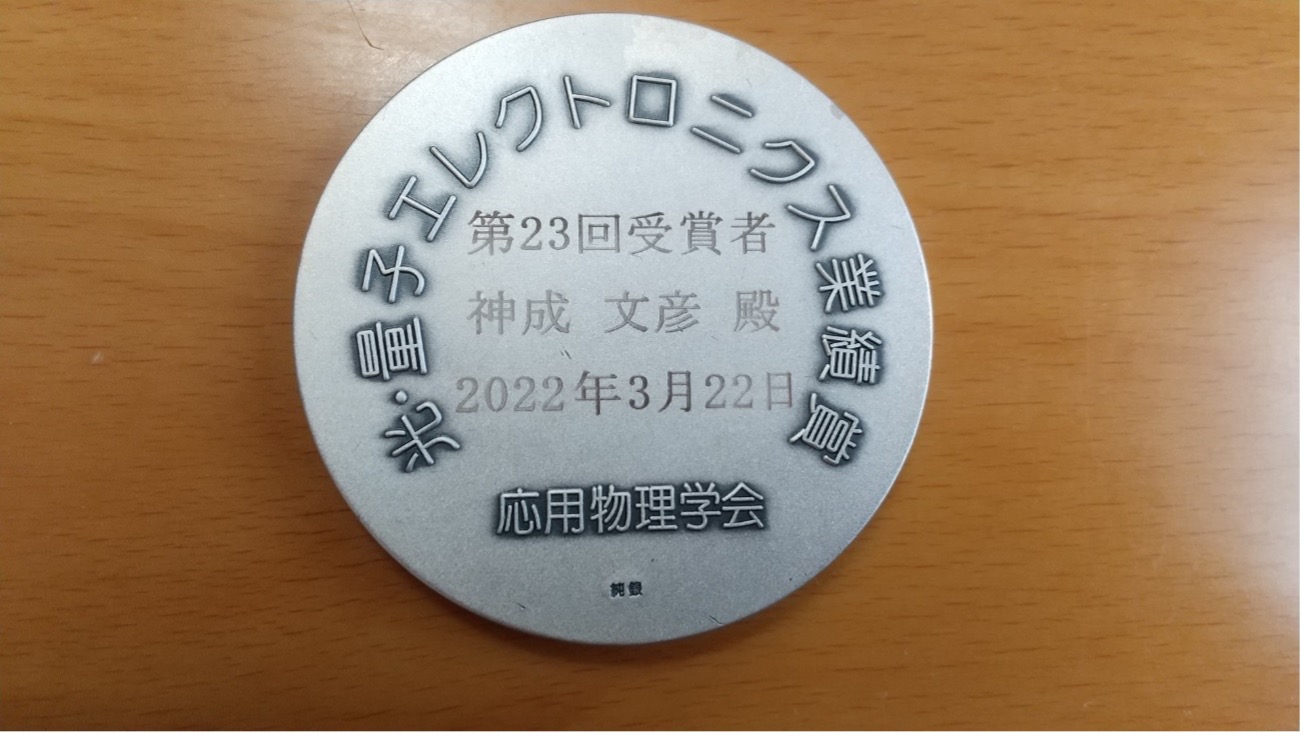 光・量子エレクトロニクス業績賞
第23回受賞者
神成 文彦 殿
2022年3月22日
応用物理学会
純銀